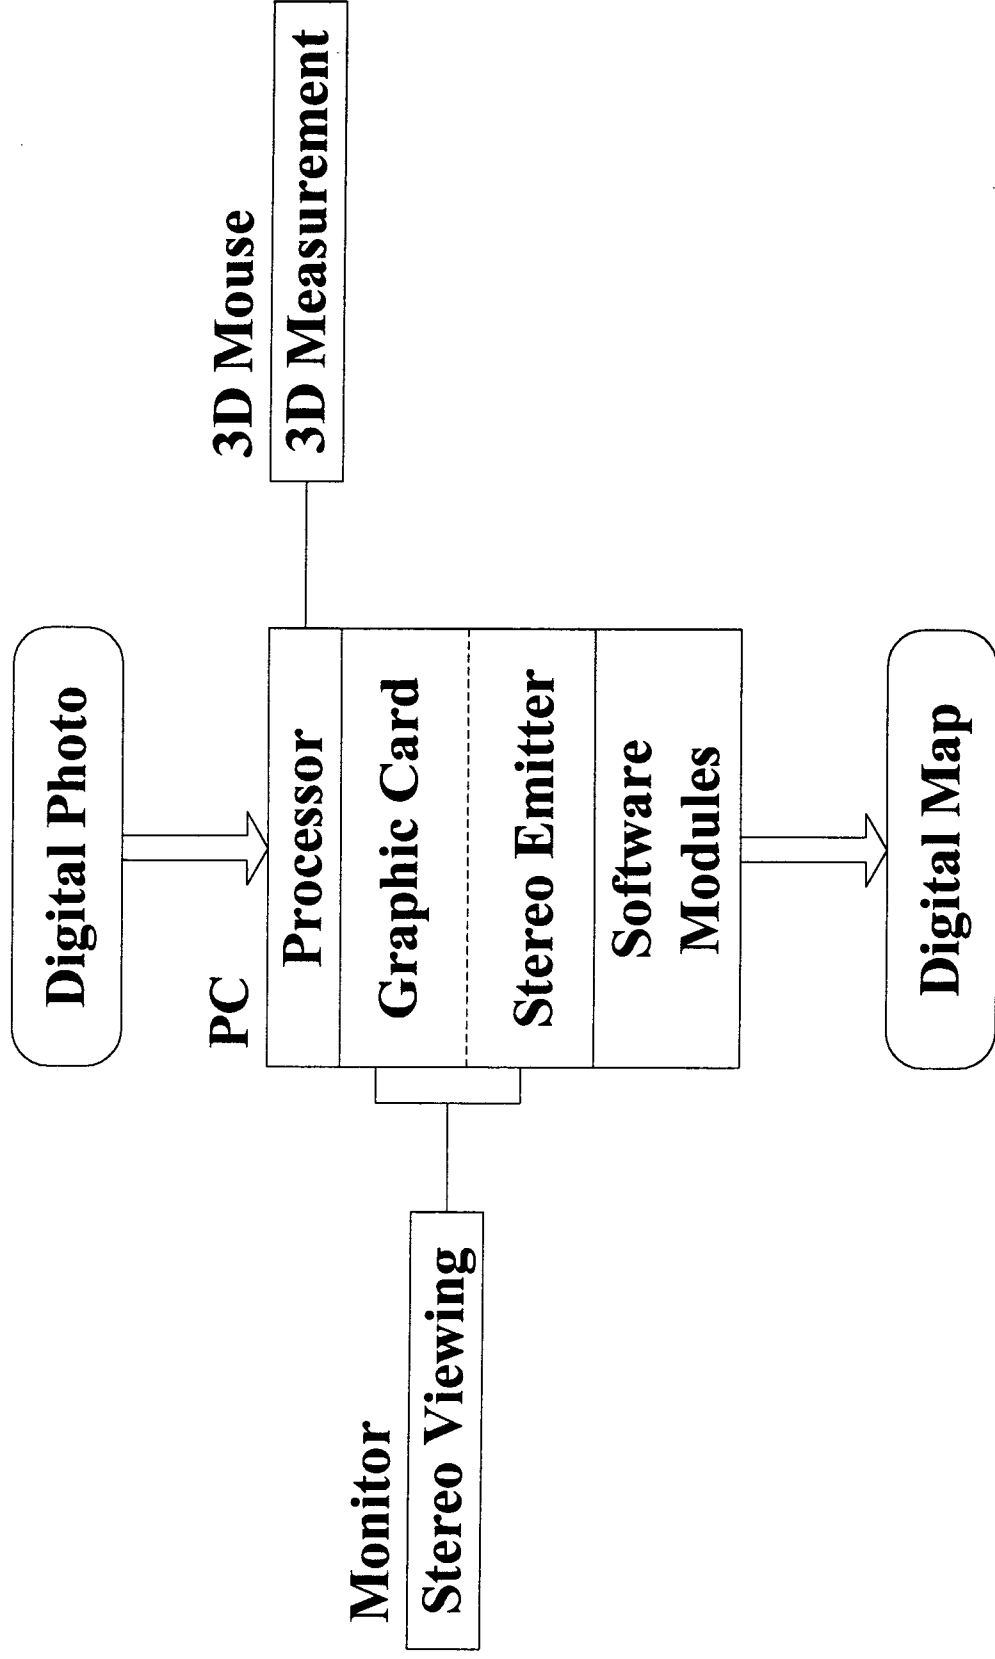 Digital Photo
PC
Processor
Graphic Card
Stereo Emitter
Software
Modules
Digital Map
Monitor
Stereo Viewing
3D Mouse
3D Measurement